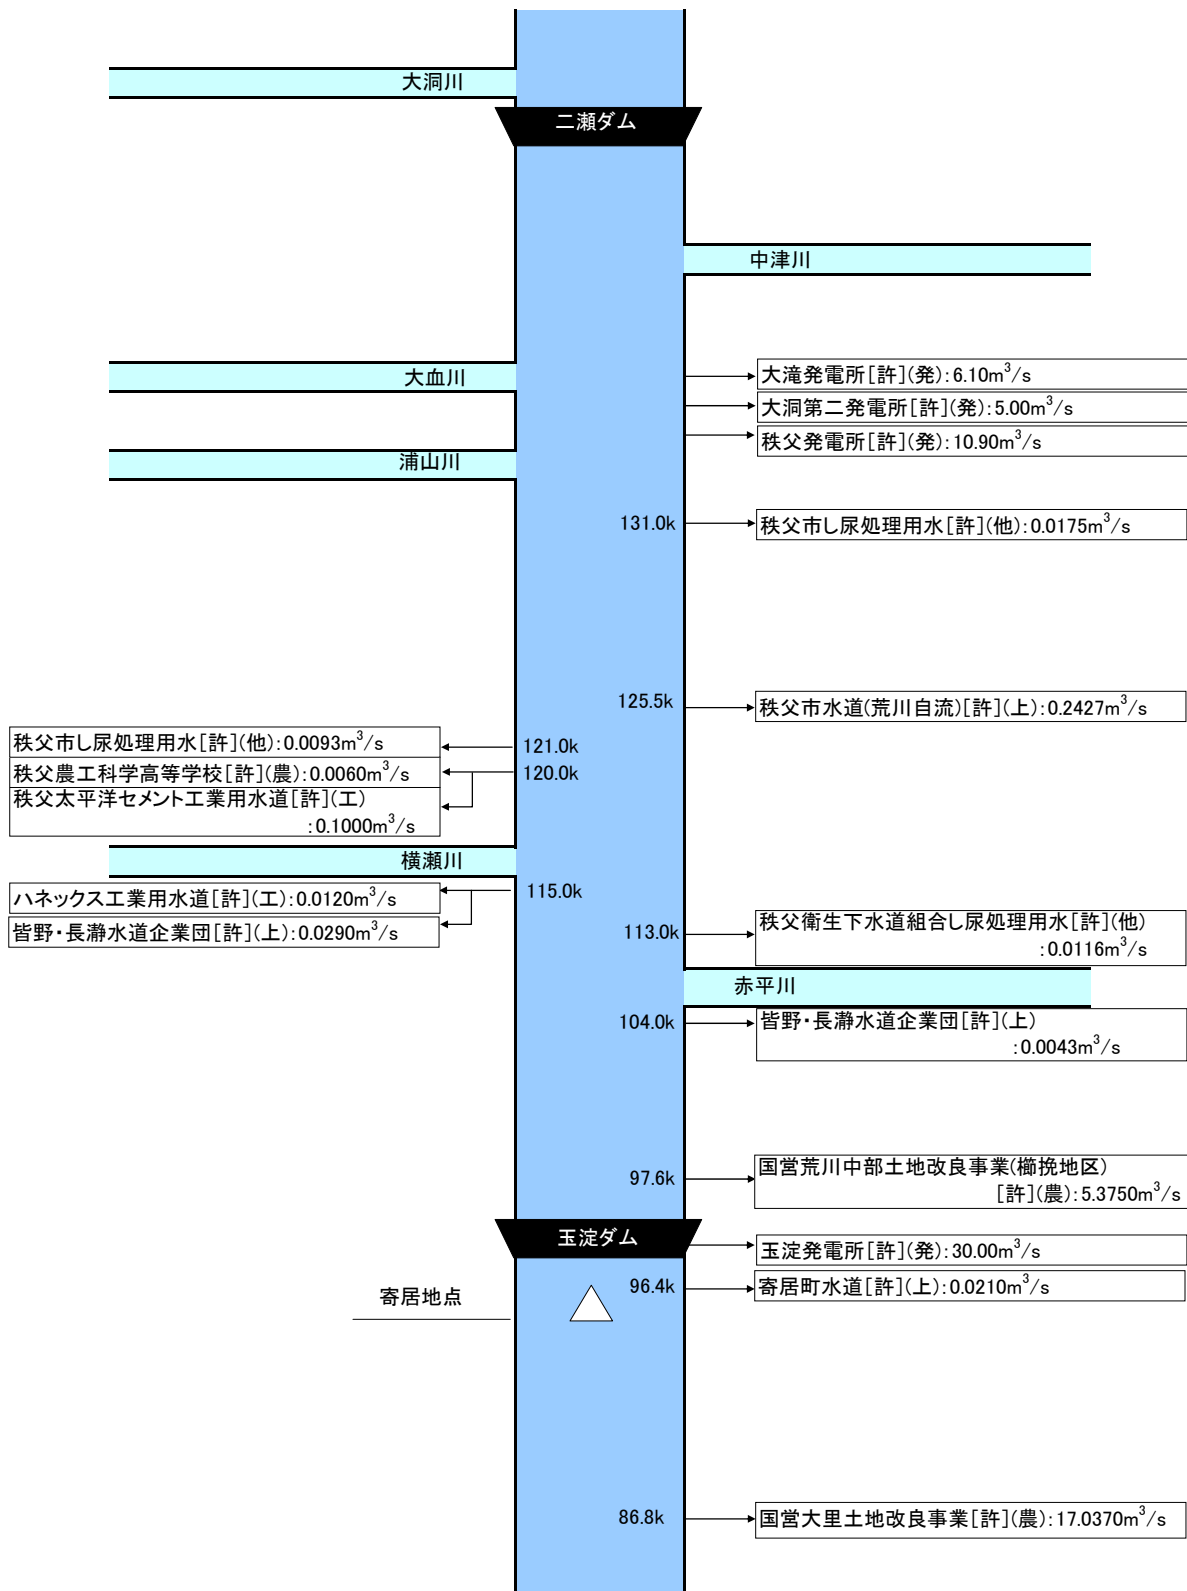 大洞川
二瀬ダム
中津川
大血川
大滝発電所[許](発):6.10m³/s
大洞第二発電所[許](発):5.00m³/s
秩父発電所[許](発):10.90m³/s
浦山川
131.0k
秩父市し尿処理用水[許](他):0.0175m³/s
125.5k
秩父市水道(荒川自流)[許](上):0.2427m³/s
秩父市し尿処理用水[許](他):0.0093m³/s
121.0k
秩父農工科学高等学校[許](農):0.0060m³/s
120.0k
秩父太平洋セメント工業用水道[許](工)
:0.1000m³/s
横瀬川
ハネックス工業用水道[許](工):0.0120m³/s
115.0k
皆野・長瀞水道企業団[許](上):0.0290m³/s
113.0k
秩父衛生下水道組合し尿処理用水[許](他)
:0.0116m³/s
赤平川
104.0k
皆野・長瀞水道企業団[許](上)
:0.0043m³/s
97.6k
国営荒川中部土地改良事業(櫛挽地区)
[許](農):5.3750m³/s
玉淀ダム
玉淀発電所[許](発):30.00m³/s
96.4k
寄居町水道[許](上):0.0210m³/s
寄居地点
86.8k
国営大里土地改良事業[許](農):17.0370m³/s